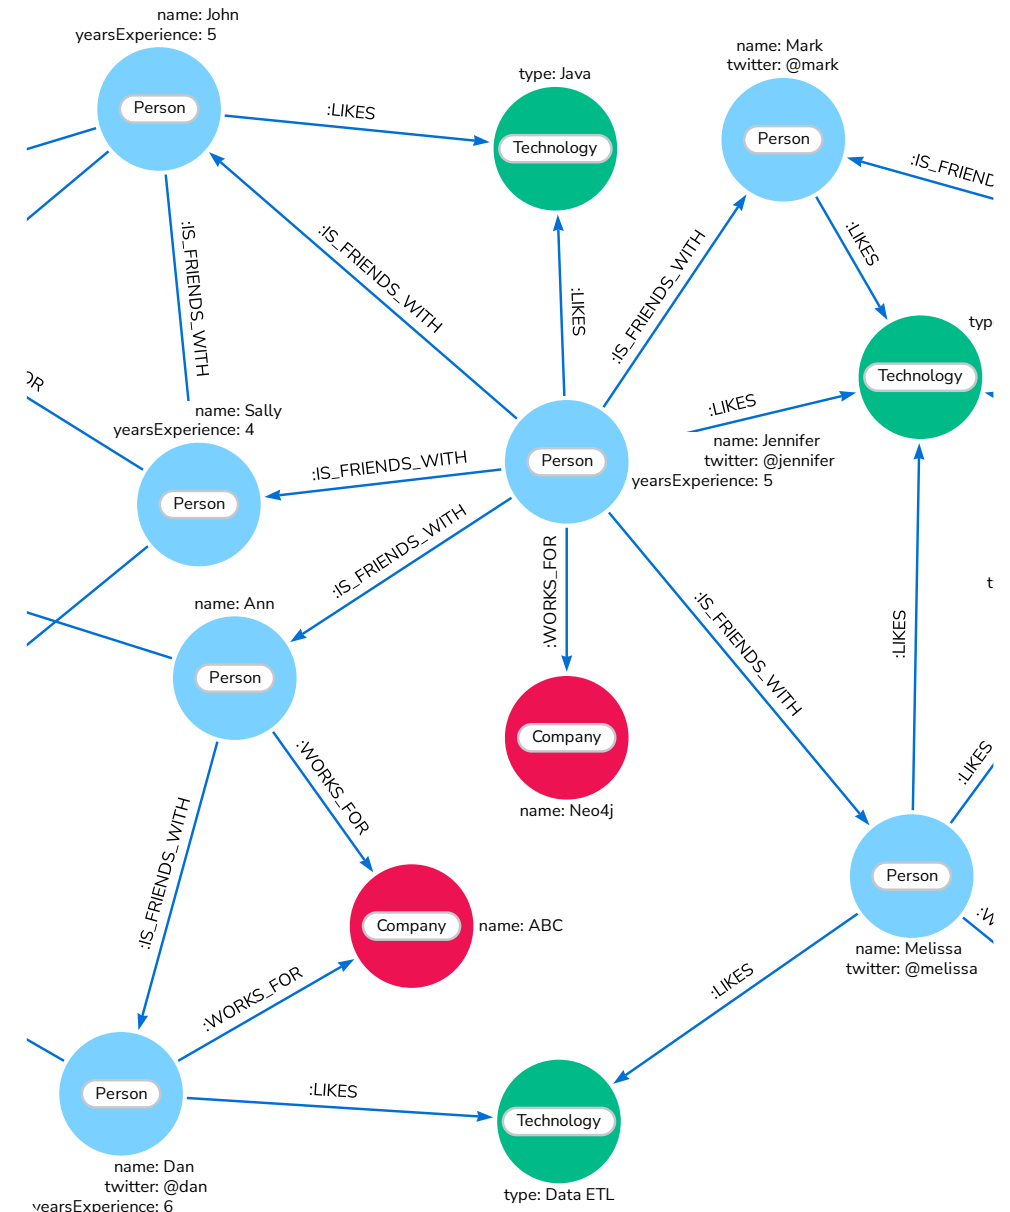 name: John
yearsExperience: 5
Person
:LIKES
type: Java
Technology
name: Mark
twitter: @mark
Person
:IS_FRIEND
:LIKES
:IS_FRIENDS_WITH
:IS_FRIENDS_WITH
:LIKES
:IS_FRIENDS_WITH
typ
Technology
OR
name: Sally
yearsExperience: 4
Person
:IS_FRIENDS_WITH
Person
:LIKES
name: Jennifer
twitter: @jennifer
yearsExperience: 5
:IS_FRIENDS_WITH
:WORKS_FOR
:IS_FRIENDS_WITH
:LIKES
t
name: Ann
Person
Company
name: Neo4j
:WORKS_FOR
:IS_FRIENDS_WITH
:LIKES
Person
name: Melissa
twitter: @melissa
Company
name: ABC
:WORKS_FOR
:LIKES
Person
:LIKES
Technology
type: Data ETL
name: Dan
twitter: @dan
yearsExperience: 6